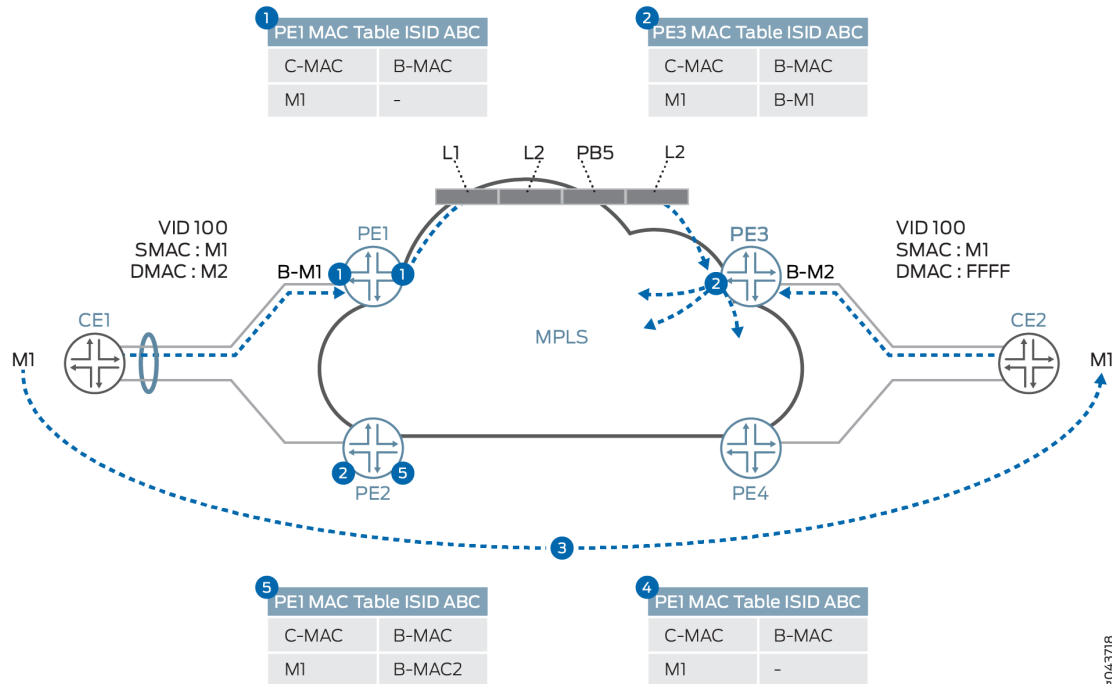 1
PE1 MAC Table ISID ABC
C-MAC B-MAC
M1 -
2
PE3 MAC Table ISID ABC
C-MAC B-MAC
M1 B-M1
L1 L2 PB5 L2
VID 100
SMAC : M1
DMAC : M2
PE1
B-M1
1 1
PE3
B-M2
2
VID 100
SMAC : M1
DMAC : FFFF
CE1
M1
MPLS
CE2
M1
2 5
PE2
PE4
3
5
PE1 MAC Table ISID ABC
C-MAC B-MAC
M1 B-MAC2
4
PE1 MAC Table ISID ABC
C-MAC B-MAC
M1 -
g043718